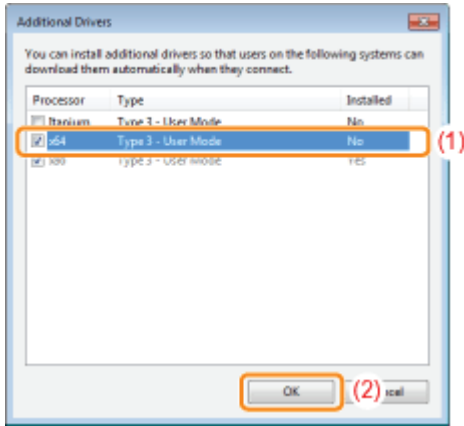 Additional Drivers
You can install additional drivers so that users on the following systems can
download them automatically when they connect.
Processor Type Installed
Itanium Type 3 - User Mode No
x64 Type 3 - User Mode No
(1)
x86 Type 3 - User Mode Yes
OK (2)